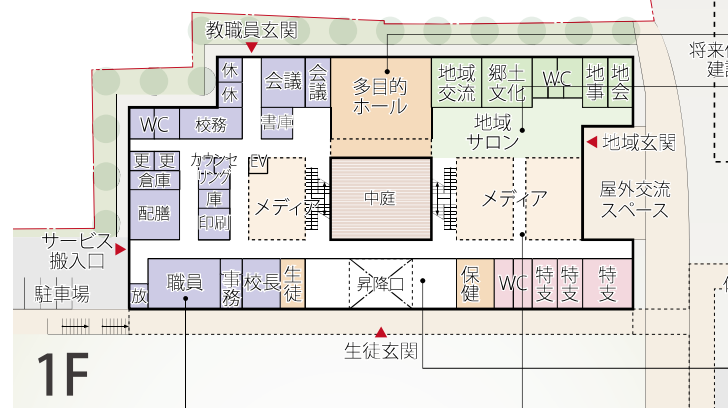 教職員玄関
将来
建
休
休
会議
会
議
多目的
ホール
地域
交流
郷土
文化
WC
地
事
地
会
WC
校務
書庫
地域
サロン
地域玄関
更
更
カウンセ
リング
EV
倉庫
庫
配膳
印刷
メディア
中庭
メディア
屋外交流
スペース
サービス
搬入口
駐車場
放
職員
事
務
校長
生
徒
昇降口
保
健
WC
特
支
特
支
特
支
生徒玄関
1F